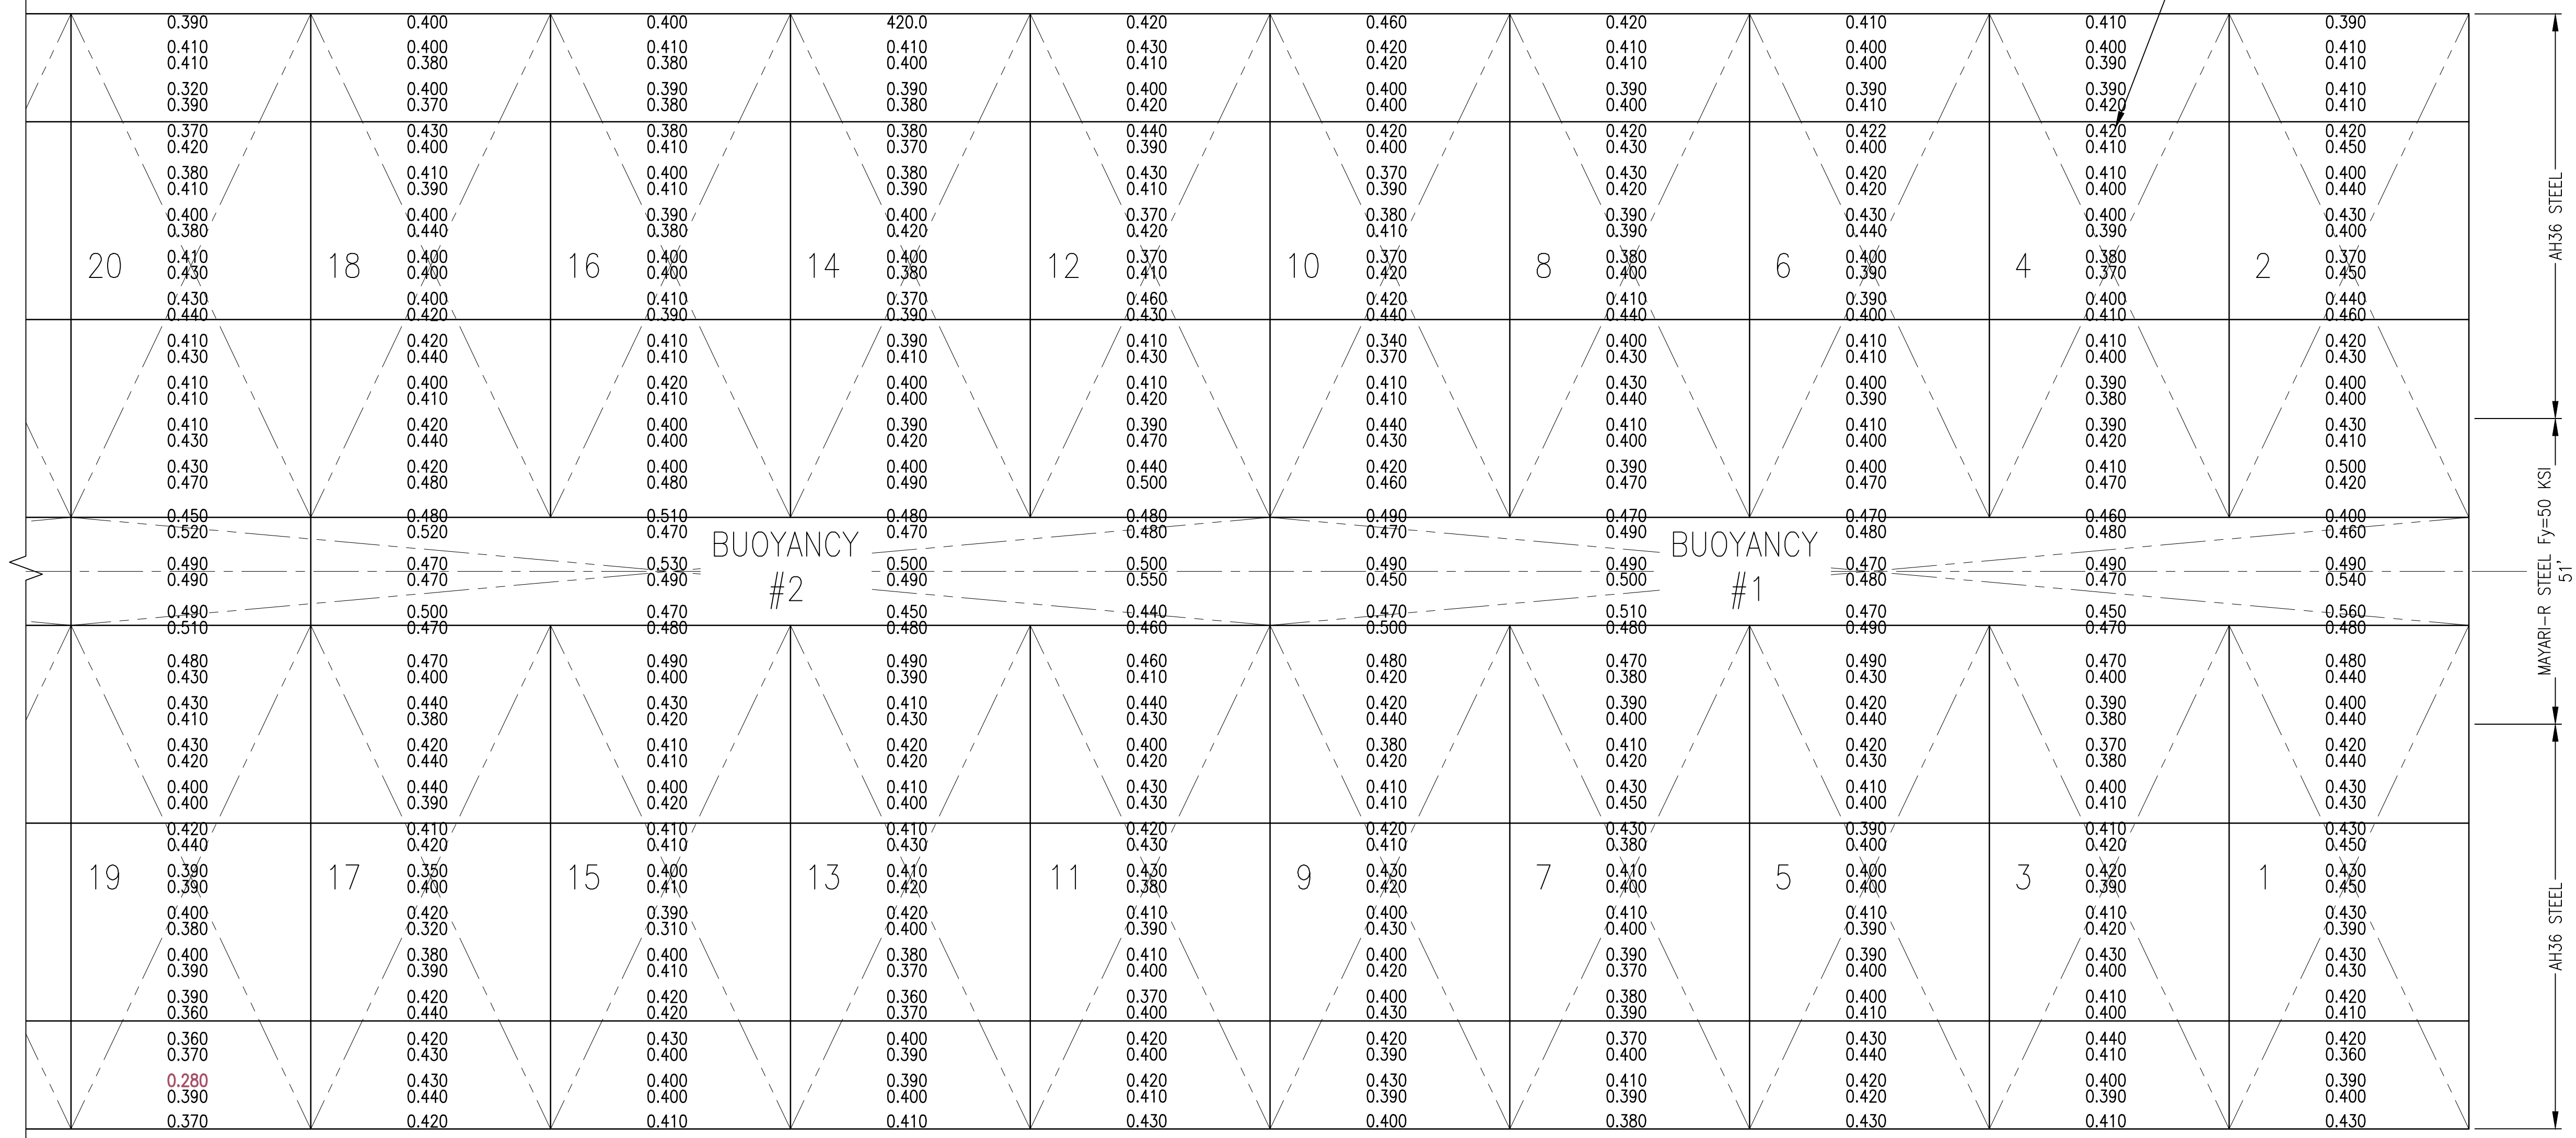 0.390 0.400 0.400 420.0 0.420 0.460 0.420 0.410 0.410 0.390
0.410 0.400 0.410 0.410 0.430 0.420 0.410 0.400 0.400 0.410
0.410 0.380 0.380 0.400 0.410 0.420 0.400 0.400 0.390 0.410
0.320 0.400 0.390 0.390 0.400 0.400 0.390 0.390 0.390 0.410
0.390 0.370 0.380 0.380 0.420 0.400 0.400 0.410 0.420 0.410
0.370 0.430 0.380 0.380 0.440 0.420 0.420 0.422 0.420 0.420
0.420 0.400 0.410 0.370 0.390 0.400 0.430 0.400 0.410 0.450
0.380 0.410 0.400 0.380 0.430 0.370 0.430 0.420 0.410 0.400
0.410 0.390 0.410 0.390 0.410 0.390 0.420 0.420 0.400 0.440
0.400 0.400 0.390 0.400 0.370 0.380 0.390 0.430 0.400 0.430
0.380 0.440 0.380 0.420 0.420 0.410 0.390 0.440 0.390 0.400
0.410 0.400 0.400 0.400 0.370 0.370 0.380 0.400 0.380 0.370
20 18 16 14 12 10 8 6 4 2
0.430 0.400 0.400 0.380 0.410 0.420 0.400 0.390 0.370 0.450
0.430 0.400 0.410 0.370 0.460 0.420 0.410 0.390 0.400 0.440
0.440 0.420 0.390 0.390 0.430 0.440 0.440 0.400 0.410 0.460
0.410 0.420 0.410 0.390 0.410 0.340 0.400 0.410 0.410 0.420
0.430 0.440 0.410 0.410 0.430 0.370 0.430 0.410 0.400 0.430
0.410 0.400 0.420 0.400 0.410 0.410 0.430 0.400 0.390 0.400
0.410 0.410 0.410 0.400 0.420 0.410 0.440 0.390 0.380 0.400
0.410 0.420 0.400 0.390 0.390 0.440 0.410 0.410 0.390 0.430
0.430 0.440 0.400 0.420 0.470 0.430 0.400 0.400 0.420 0.410
0.430 0.420 0.400 0.400 0.440 0.420 0.390 0.400 0.410 0.500
0.470 0.480 0.480 0.490 0.500 0.460 0.470 0.470 0.470 0.420
0.450 0.480 0.510 0.480 0.480 0.490 0.470 0.470 0.460 0.400
0.520 0.520 0.470 0.470 0.480 0.470 0.490 0.480 0.480 0.460
BUOYANCY BUOYANCY
0.490 0.470 0.530 0.500 0.500 0.490 0.490 0.470 0.490 0.490
0.490 0.470 0.490 0.490 0.550 0.450 0.500 0.480 0.470 0.540
#2 #1
0.490 0.500 0.470 0.450 0.440 0.470 0.510 0.470 0.450 0.560
0.510 0.470 0.480 0.480 0.460 0.500 0.480 0.490 0.470 0.480
0.480 0.470 0.490 0.490 0.460 0.480 0.470 0.490 0.470 0.480
0.430 0.400 0.400 0.390 0.410 0.420 0.380 0.430 0.400 0.440
0.430 0.440 0.430 0.410 0.440 0.420 0.390 0.420 0.390 0.400
0.410 0.380 0.420 0.430 0.430 0.440 0.400 0.440 0.380 0.440
0.430 0.420 0.410 0.420 0.400 0.380 0.410 0.420 0.370 0.420
0.420 0.440 0.410 0.420 0.420 0.420 0.420 0.430 0.380 0.440
0.400 0.440 0.400 0.410 0.430 0.410 0.430 0.410 0.400 0.430
0.400 0.390 0.420 0.400 0.430 0.410 0.450 0.400 0.410 0.430
0.420 0.410 0.410 0.410 0.420 0.420 0.430 0.390 0.410 0.430
0.440 0.420 0.410 0.430 0.430 0.410 0.380 0.400 0.420 0.450
0.390 0.350 0.400 0.410 0.430 0.430 0.410 0.400 0.420 0.430
19 17 15 13 11 9 7 5 3 1
0.390 0.400 0.410 0.420 0.380 0.420 0.400 0.400 0.390 0.450
0.400 0.420 0.390 0.420 0.410 0.400 0.410 0.410 0.410 0.430
0.380 0.320 0.310 0.400 0.390 0.430 0.400 0.390 0.420 0.390
0.400 0.380 0.400 0.380 0.410 0.400 0.390 0.390 0.430 0.430
0.390 0.390 0.410 0.370 0.400 0.420 0.370 0.400 0.400 0.430
0.390 0.420 0.420 0.360 0.370 0.400 0.380 0.400 0.410 0.420
0.360 0.440 0.420 0.370 0.400 0.430 0.390 0.410 0.400 0.410
0.360 0.420 0.430 0.400 0.420 0.420 0.370 0.430 0.440 0.420
0.370 0.430 0.400 0.390 0.400 0.390 0.400 0.440 0.410 0.360
0.280 0.430 0.400 0.390 0.420 0.430 0.410 0.420 0.400 0.390
0.390 0.440 0.400 0.400 0.410 0.390 0.390 0.420 0.390 0.400
0.370 0.420 0.410 0.410 0.430 0.400 0.380 0.430 0.410 0.430
AH36 STEEL
MAYARI-R STEEL Fy=50 KSI
51'
AH36 STEEL